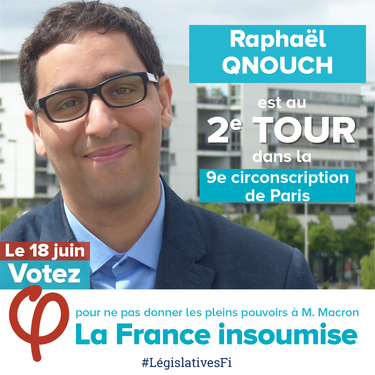 Raphaël
QNOUCH
est au
2e TOUR
dans la
9e circonscription
de Paris
Le 18 juin
Votez
φ
pour ne pas donner les pleins pouvoirs à M. Macron
La France insoumise
#LégislativesFi